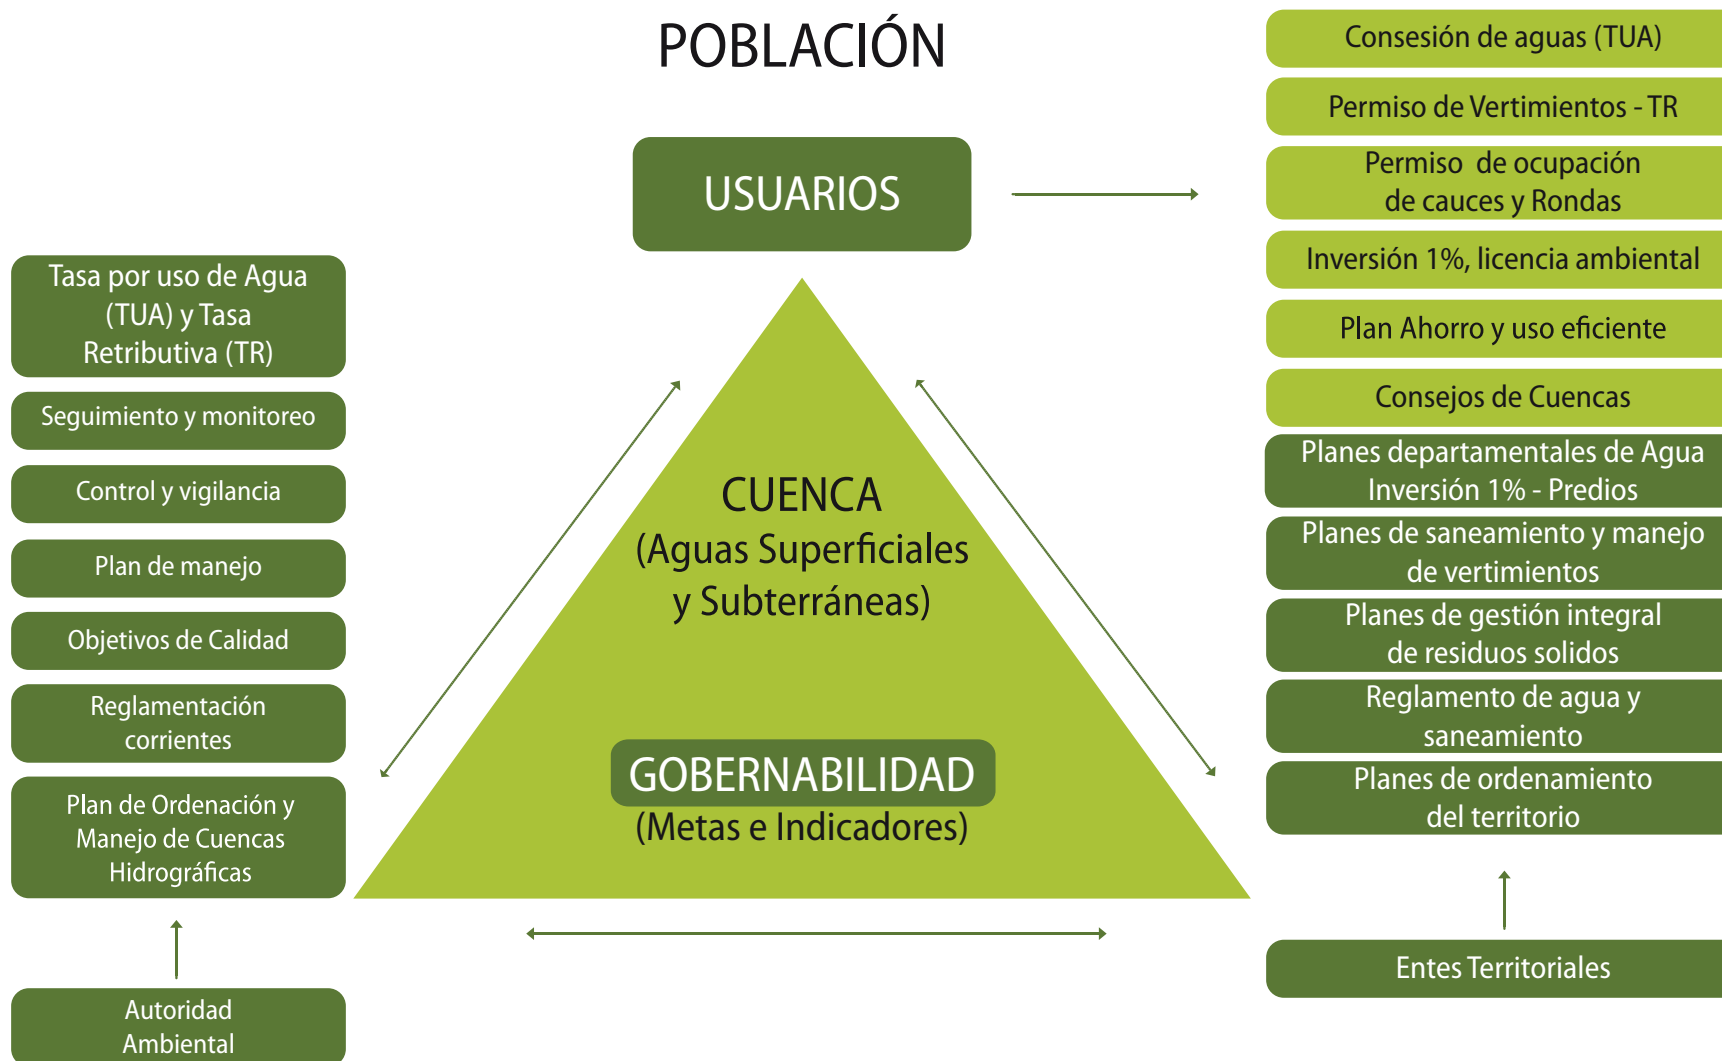 POBLACIÓN
USUARIOS
Tasa por uso de Agua
(TUA) y Tasa
Retributiva (TR)
Seguimiento y monitoreo
Control y vigilancia
Plan de manejo
Objetivos de Calidad
Reglamentación
corrientes
Plan de Ordenación y
Manejo de Cuencas
Hidrográficas
Autoridad
Ambiental
CUENCA
(Aguas Superficiales
y Subterráneas)
GOBERNABILIDAD
(Metas e Indicadores)
Consesión de aguas (TUA)
Permiso de Vertimientos - TR
Permiso de ocupación
de cauces y Rondas
Inversión 1%, licencia ambiental
Plan Ahorro y uso eficiente
Consejos de Cuencas
Planes departamentales de Agua
Inversión 1% - Predios
Planes de saneamiento y manejo
de vertimientos
Planes de gestión integral
de residuos solidos
Reglamento de agua y
saneamiento
Planes de ordenamiento
del territorio
Entes Territoriales